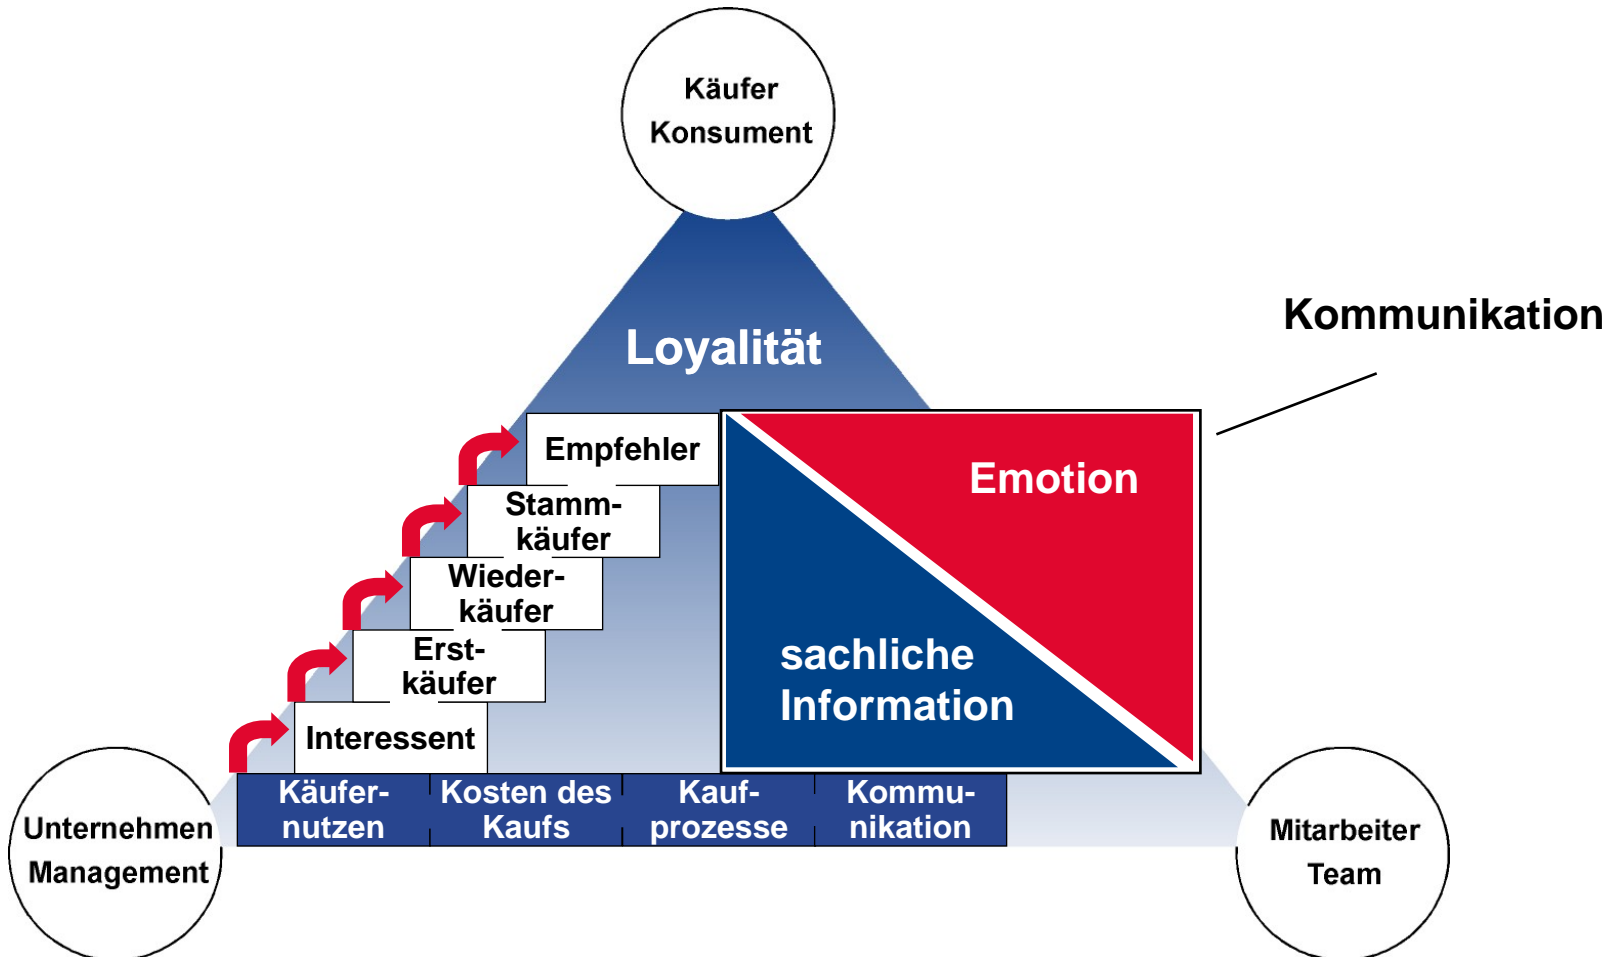 Käufer
Konsument
Kommunikation
Loyalität
Empfehler
Stamm-
käufer
Wieder-
käufer
Erst-
käufer
Interessent
Emotion
sachliche
Information
Käufer-
nutzen
Kosten des
Kaufs
Kauf-
prozesse
Kommu-
nikation
Unternehmen
Management
Mitarbeiter
Team